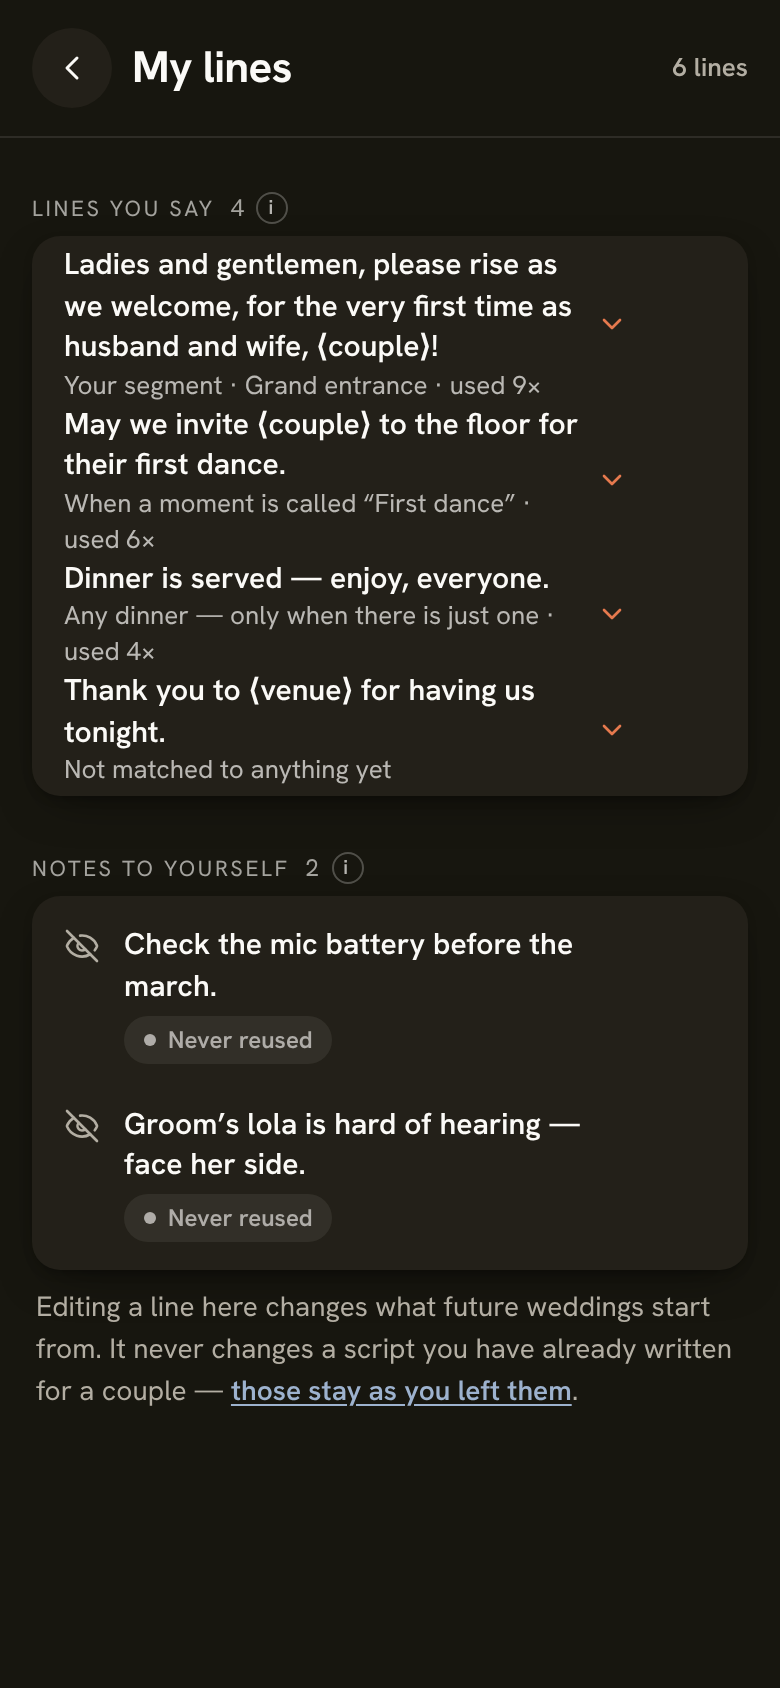 My lines
6 lines
LINES YOU SAY 4 i
Ladies and gentlemen, please rise as
we welcome, for the very first time as
husband and wife, ⟨couple⟩!
Your segment · Grand entrance · used 9×
May we invite ⟨couple⟩ to the floor for
their first dance.
When a moment is called “First dance” ·
used 6×
Dinner is served — enjoy, everyone.
Any dinner — only when there is just one ·
used 4×
Thank you to ⟨venue⟩ for having us
tonight.
Not matched to anything yet
NOTES TO YOURSELF 2 i
Check the mic battery before the
march.
Never reused
Groom’s lola is hard of hearing —
face her side.
Never reused
Editing a line here changes what future weddings start
from. It never changes a script you have already written
for a couple — those stay as you left them.